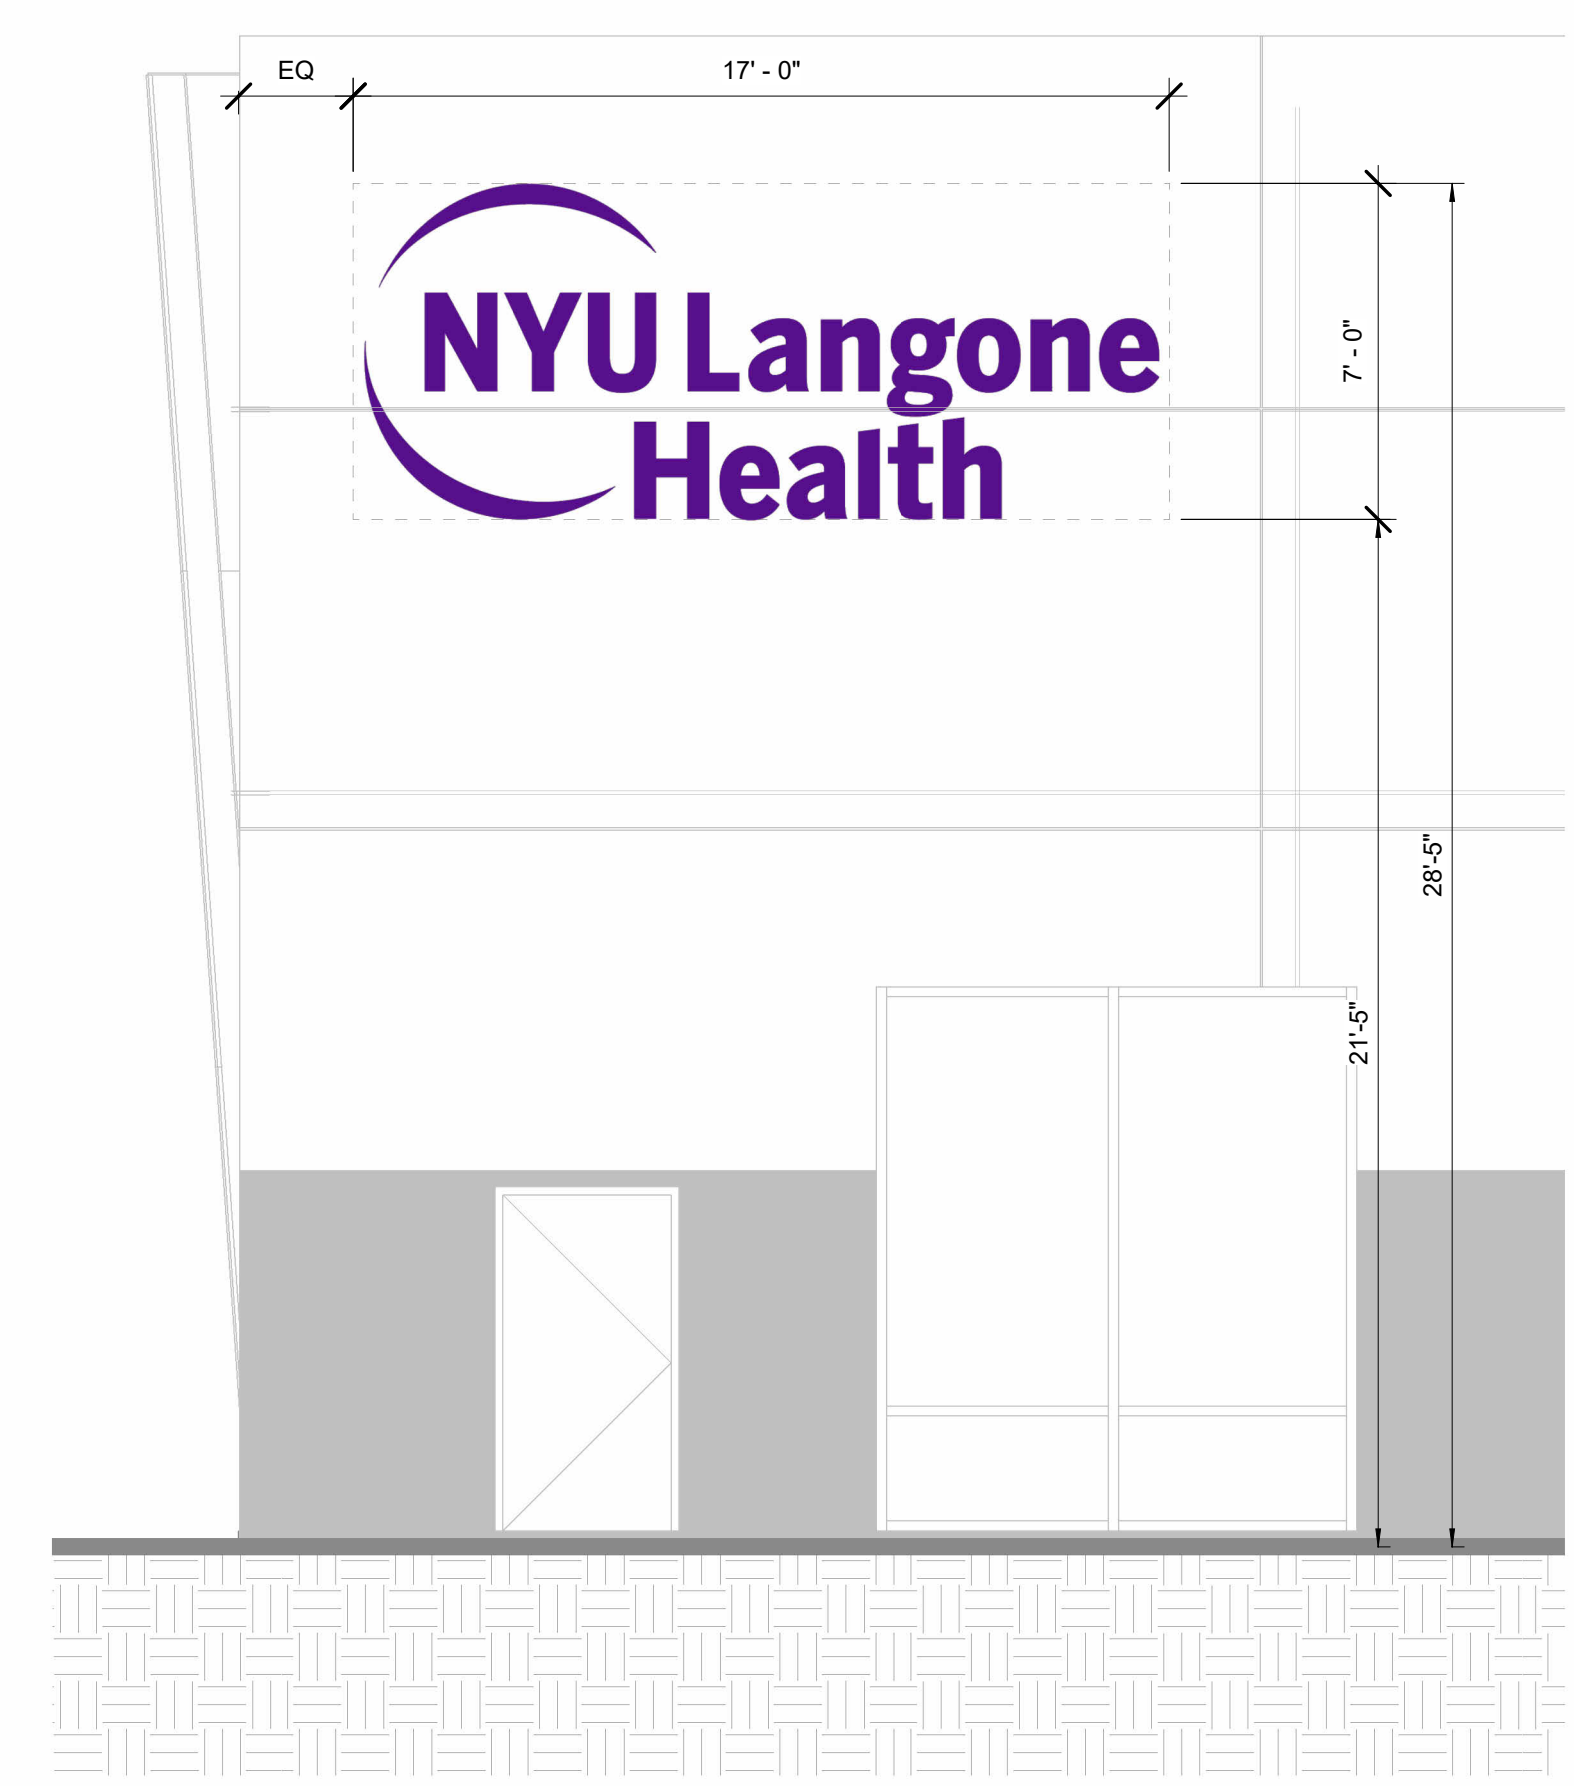 EQ
17' - 0"
NYU Langone
Health
7' - 0"
28'-5"
21'-5"